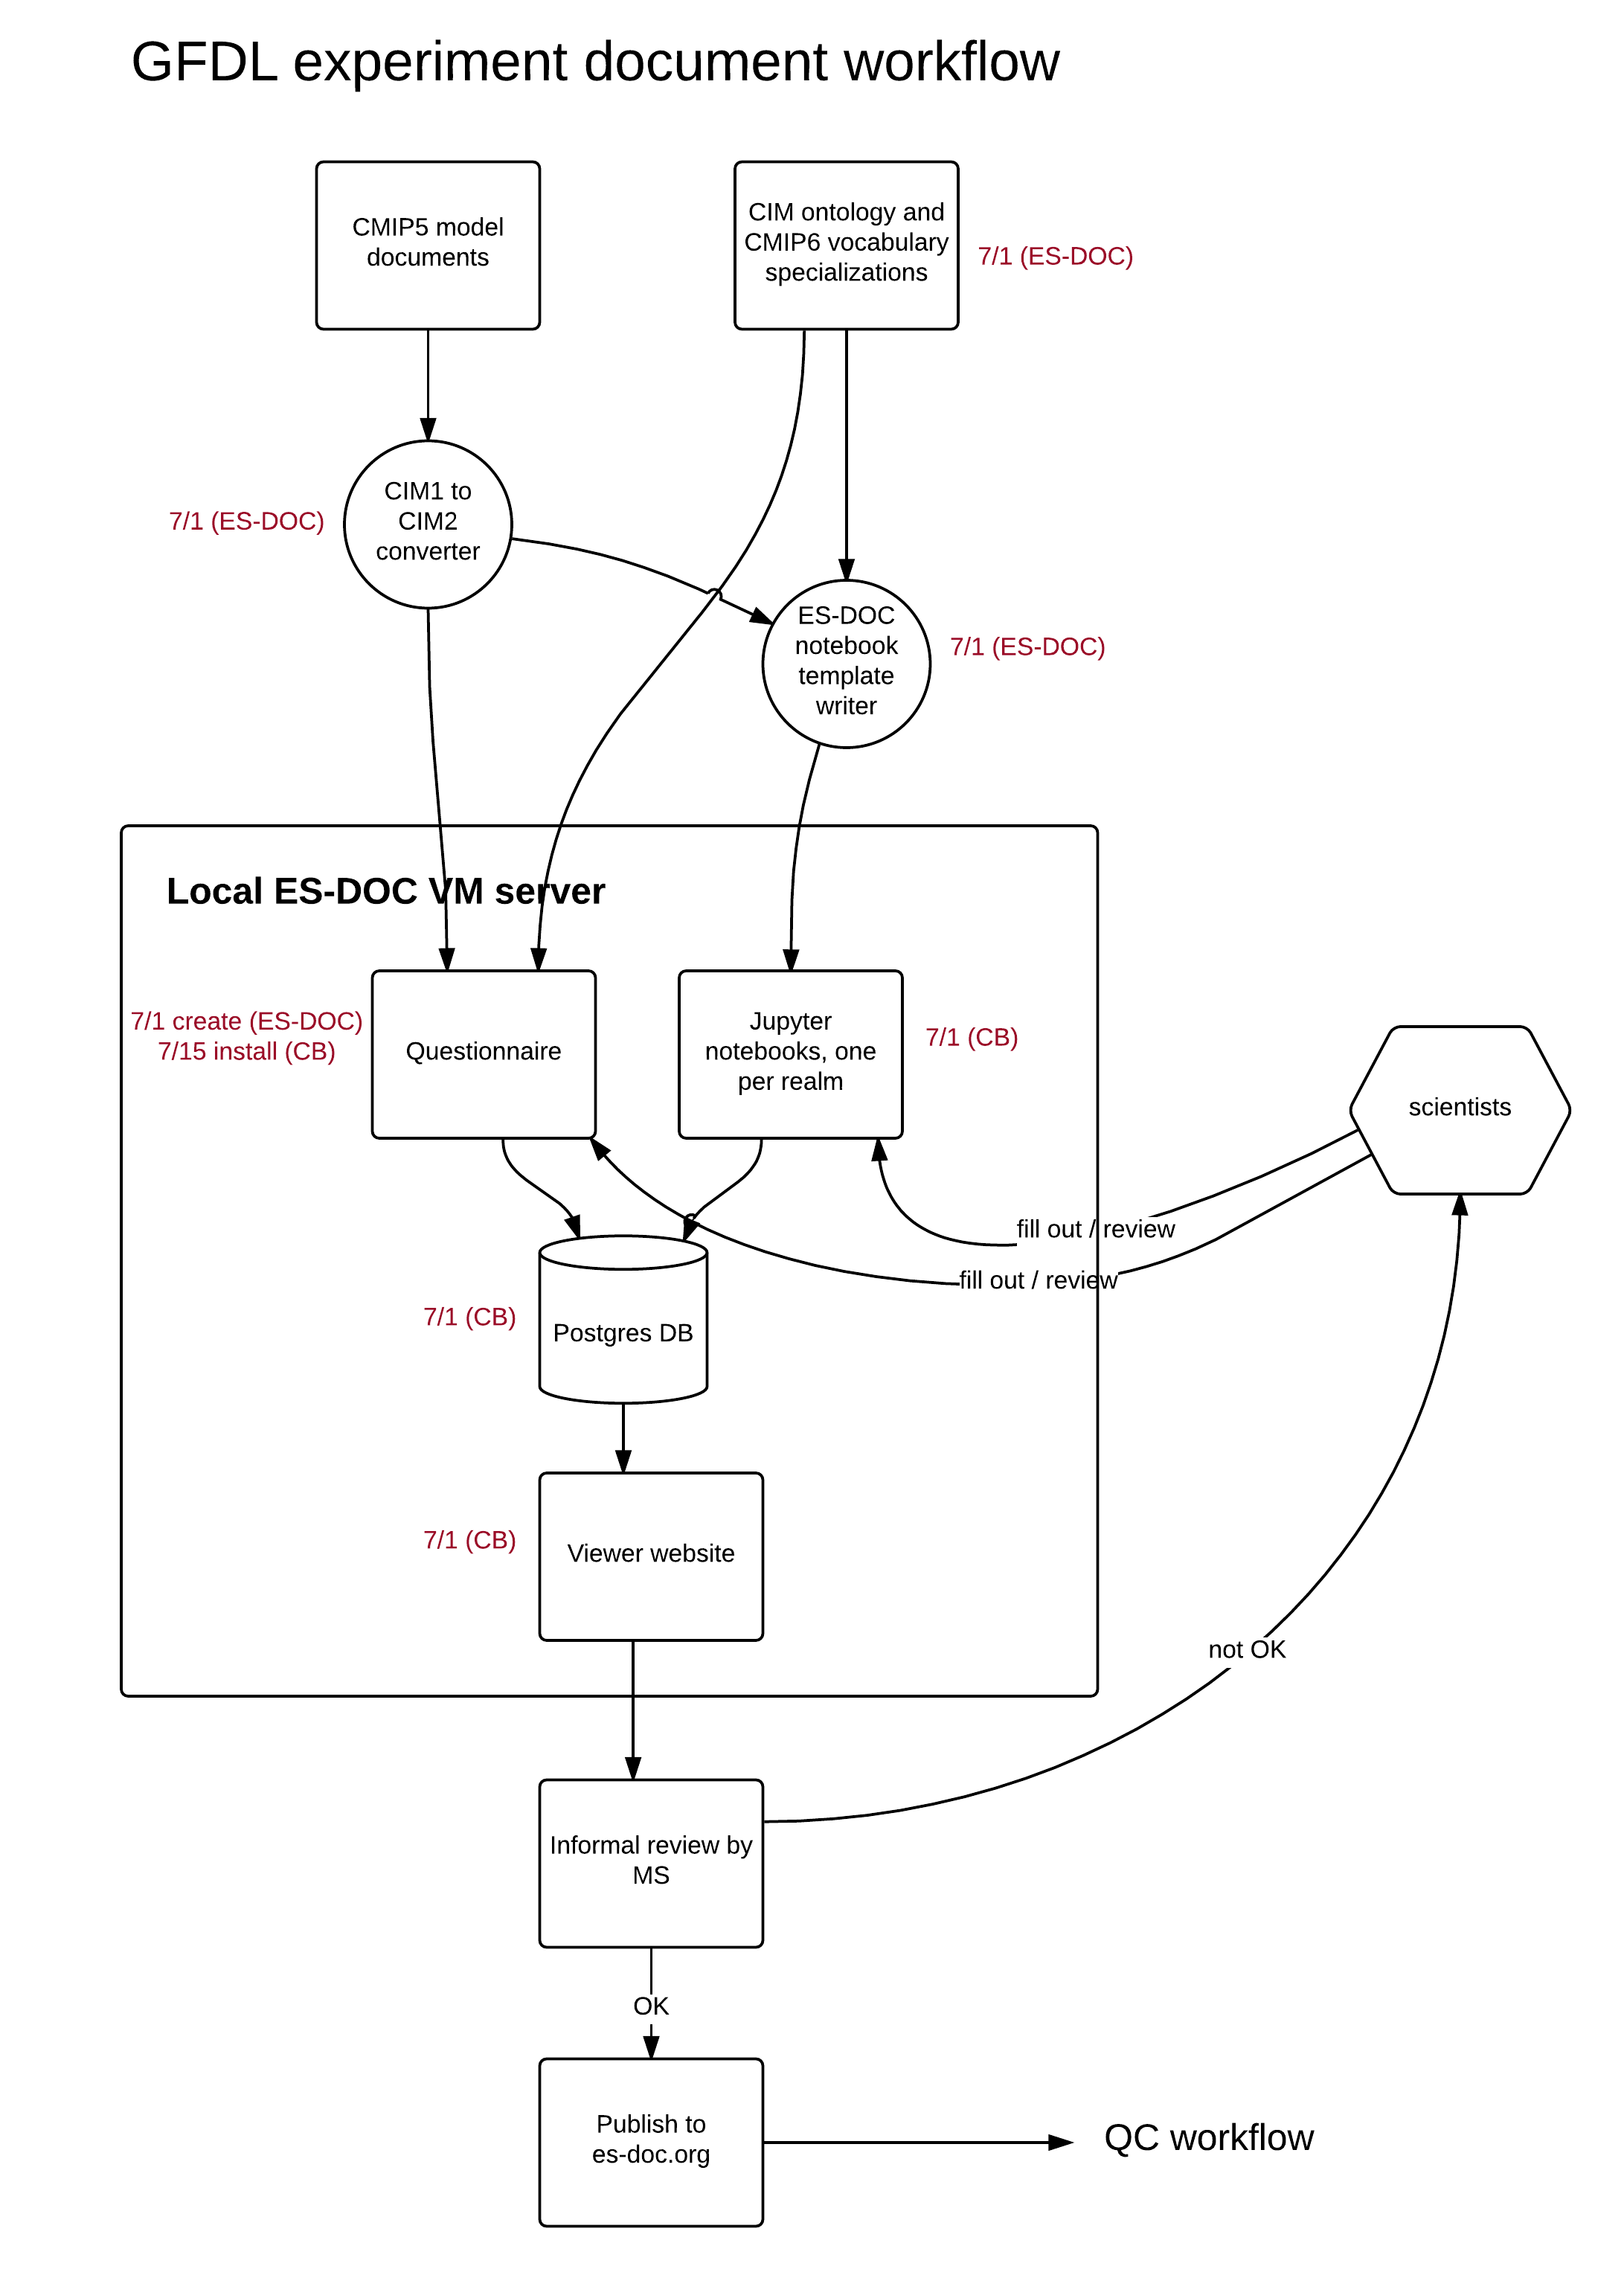 GFDL experiment document workflow
CMIP5 model
documents
CIM ontology and
CMIP6 vocabulary
specializations
7/1 (ES-DOC)
7/1 (ES-DOC)
CIM1 to
CIM2
converter
ES-DOC
notebook
template
writer
7/1 (ES-DOC)
Local ES-DOC VM server
7/1 create (ES-DOC)
7/15 install (CB)
Questionnaire
Jupyter
notebooks, one
per realm
7/1 (CB)
scientists
fill out / review
fill out / review
7/1 (CB)
Postgres DB
7/1 (CB)
Viewer website
not OK
Informal review by
MS
OK
Publish to
es-doc.org
QC workflow